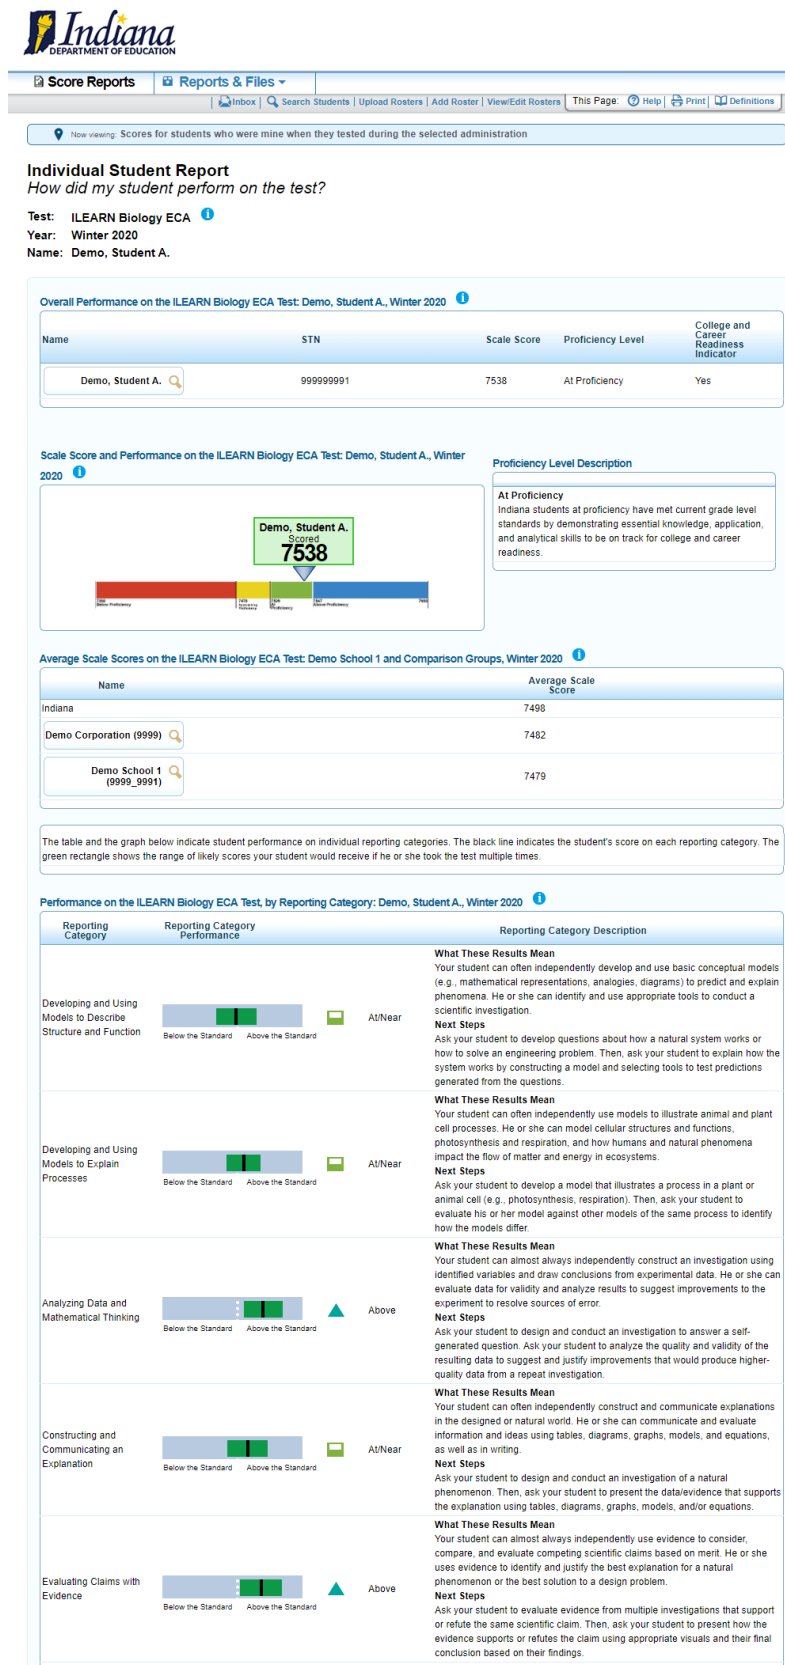 Indiana
DEPARTMENT OF EDUCATION
Score Reports
Reports & Files
Inbox | Search Students | Upload Rosters | Add Roster | View/Edit Rosters
This Page: Help | Print | Definitions
Now viewing: Scores for students who were mine when they tested during the selected administration
Individual Student Report
How did my student perform on the test?
Test: ILEARN Biology ECA
Year: Winter 2020
Name: Demo, Student A.
Overall Performance on the ILEARN Biology ECA Test: Demo, Student A., Winter 2020
Name STN Scale Score Proficiency Level College and Career Readiness Indicator
Demo, Student A. 999999991 7538 At Proficiency Yes
Scale Score and Performance on the ILEARN Biology ECA Test: Demo, Student A., Winter
2020
Demo, Student A.
Scored
7538
Below Proficiency
Above Proficiency
Proficiency Level Description
At Proficiency
Indiana students at proficiency have met current grade level
standards by demonstrating essential knowledge, application,
and analytical skills to be on track for college and career
readiness.
Average Scale Scores on the ILEARN Biology ECA Test: Demo School 1 and Comparison Groups, Winter 2020
Name Average Scale Score
Indiana 7498
Demo Corporation (9999) 7482
Demo School 1 (9999_9991) 7479
The table and the graph below indicate student performance on individual reporting categories. The black line indicates the student's score on each reporting category. The
green rectangle shows the range of likely scores your student would receive if he or she took the test multiple times.
Performance on the ILEARN Biology ECA Test, by Reporting Category: Demo, Student A., Winter 2020
Reporting Category
Reporting Category Performance
Reporting Category Description
Developing and Using
Models to Describe
Structure and Function
Below the Standard Above the Standard
At/Near
What These Results Mean
Your student can often independently develop and use basic conceptual models
(e.g., mathematical representations, analogies, diagrams) to predict and explain
phenomena. He or she can identify and use appropriate tools to conduct a
scientific investigation.
Next Steps
Ask your student to develop questions about how a natural system works or
how to solve an engineering problem. Then, ask your student to explain how the
system works by constructing a model and selecting tools to test predictions
generated from the questions.
Developing and Using
Models to Explain
Processes
Below the Standard Above the Standard
At/Near
What These Results Mean
Your student can often independently use models to illustrate animal and plant
cell processes. He or she can model cellular structures and functions,
photosynthesis and respiration, and how humans and natural phenomena
impact the flow of matter and energy in ecosystems.
Next Steps
Ask your student to develop a model that illustrates a process in a plant or
animal cell (e.g., photosynthesis, respiration). Then, ask your student to
evaluate his or her model against other models of the same process to identify
how the models differ.
Analyzing Data and
Mathematical Thinking
Below the Standard Above the Standard
Above
What These Results Mean
Your student can almost always independently construct an investigation using
identified variables and draw conclusions from experimental data. He or she can
evaluate data for validity and analyze results to suggest improvements to the
experiment to resolve sources of error.
Next Steps
Ask your student to design and conduct an investigation to answer a self-
generated question. Ask your student to analyze the quality and validity of the
resulting data to suggest and justify improvements that would produce higher-
quality data from a repeat investigation.
Constructing and
Communicating an
Explanation
Below the Standard Above the Standard
At/Near
What These Results Mean
Your student can often independently construct and communicate explanations
in the designed or natural world. He or she can communicate and evaluate
information and ideas using tables, diagrams, graphs, models, and equations,
as well as in writing.
Next Steps
Ask your student to design and conduct an investigation of a natural
phenomenon. Then, ask your student to present the data/evidence that supports
the explanation using tables, diagrams, graphs, models, and/or equations.
Evaluating Claims with
Evidence
Below the Standard Above the Standard
Above
What These Results Mean
Your student can almost always independently use evidence to consider,
compare, and evaluate competing scientific claims based on merit. He or she
uses evidence to identify and justify the best explanation for a natural
phenomenon or the best solution to a design problem.
Next Steps
Ask your student to evaluate evidence from multiple investigations that support
or refute the same scientific claim. Then, ask your student to present how the
evidence supports or refutes the claim using appropriate visuals and their final
conclusion based on their findings.